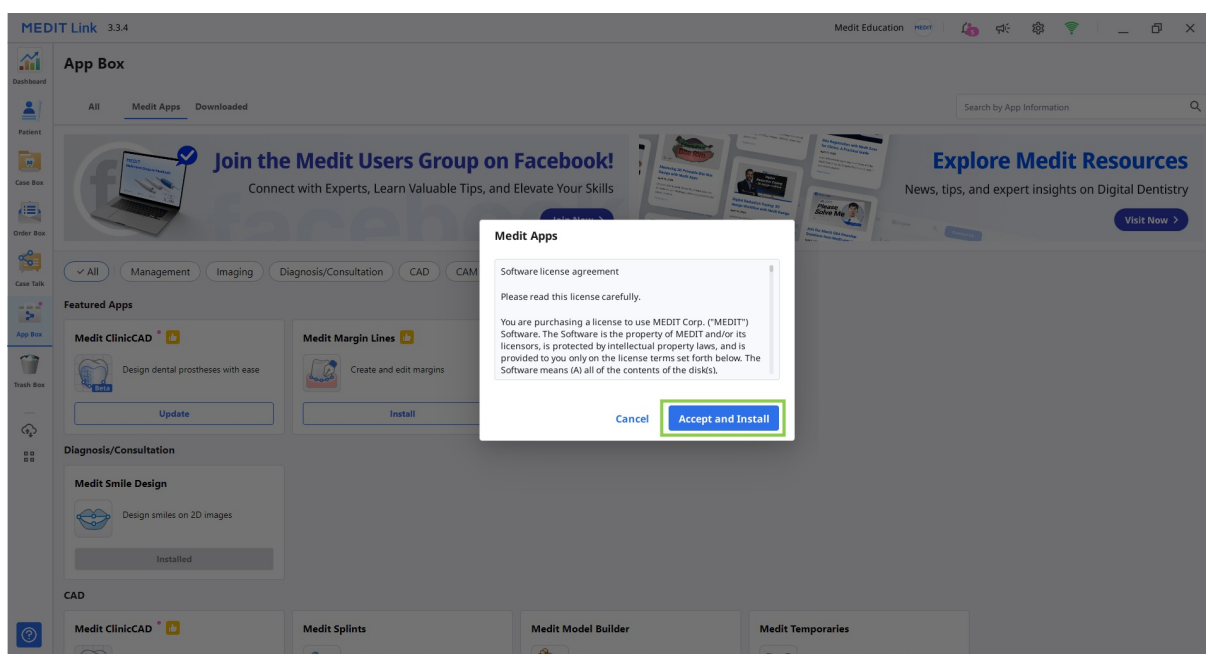 MEDIT Link 3.3.4
Medit Education
MEDIT
5
App Box
All Medit Apps Downloaded
Search by App Information
Dashboard
Patient
Case Box
Order Box
Case Talk
App Box
Trash Box
Join the Medit Users Group on Facebook!
Connect with Experts, Learn Valuable Tips, and Elevate Your Skills
Join Now >
Explore Medit Resources
News, tips, and expert insights on Digital Dentistry
Visit Now >
Please
Solve Me
All Management Imaging Diagnosis/Consultation CAD CAM
Featured Apps
Medit ClinicCAD
Design dental prostheses with ease
Beta
Update
Medit Margin Lines
Create and edit margins
Install
Diagnosis/Consultation
Medit Smile Design
Design smiles on 2D images
Installed
CAD
Medit ClinicCAD
Medit Splints
Medit Model Builder
Medit Temporaries
Medit Apps
Software license agreement
Please read this license carefully.
You are purchasing a license to use MEDIT Corp. ("MEDIT")
Software. The Software is the property of MEDIT and/or its
licensors, is protected by intellectual property laws, and is
provided to you only on the license terms set forth below. The
Software means (A) all of the contents of the disk(s),
Cancel
Accept and Install